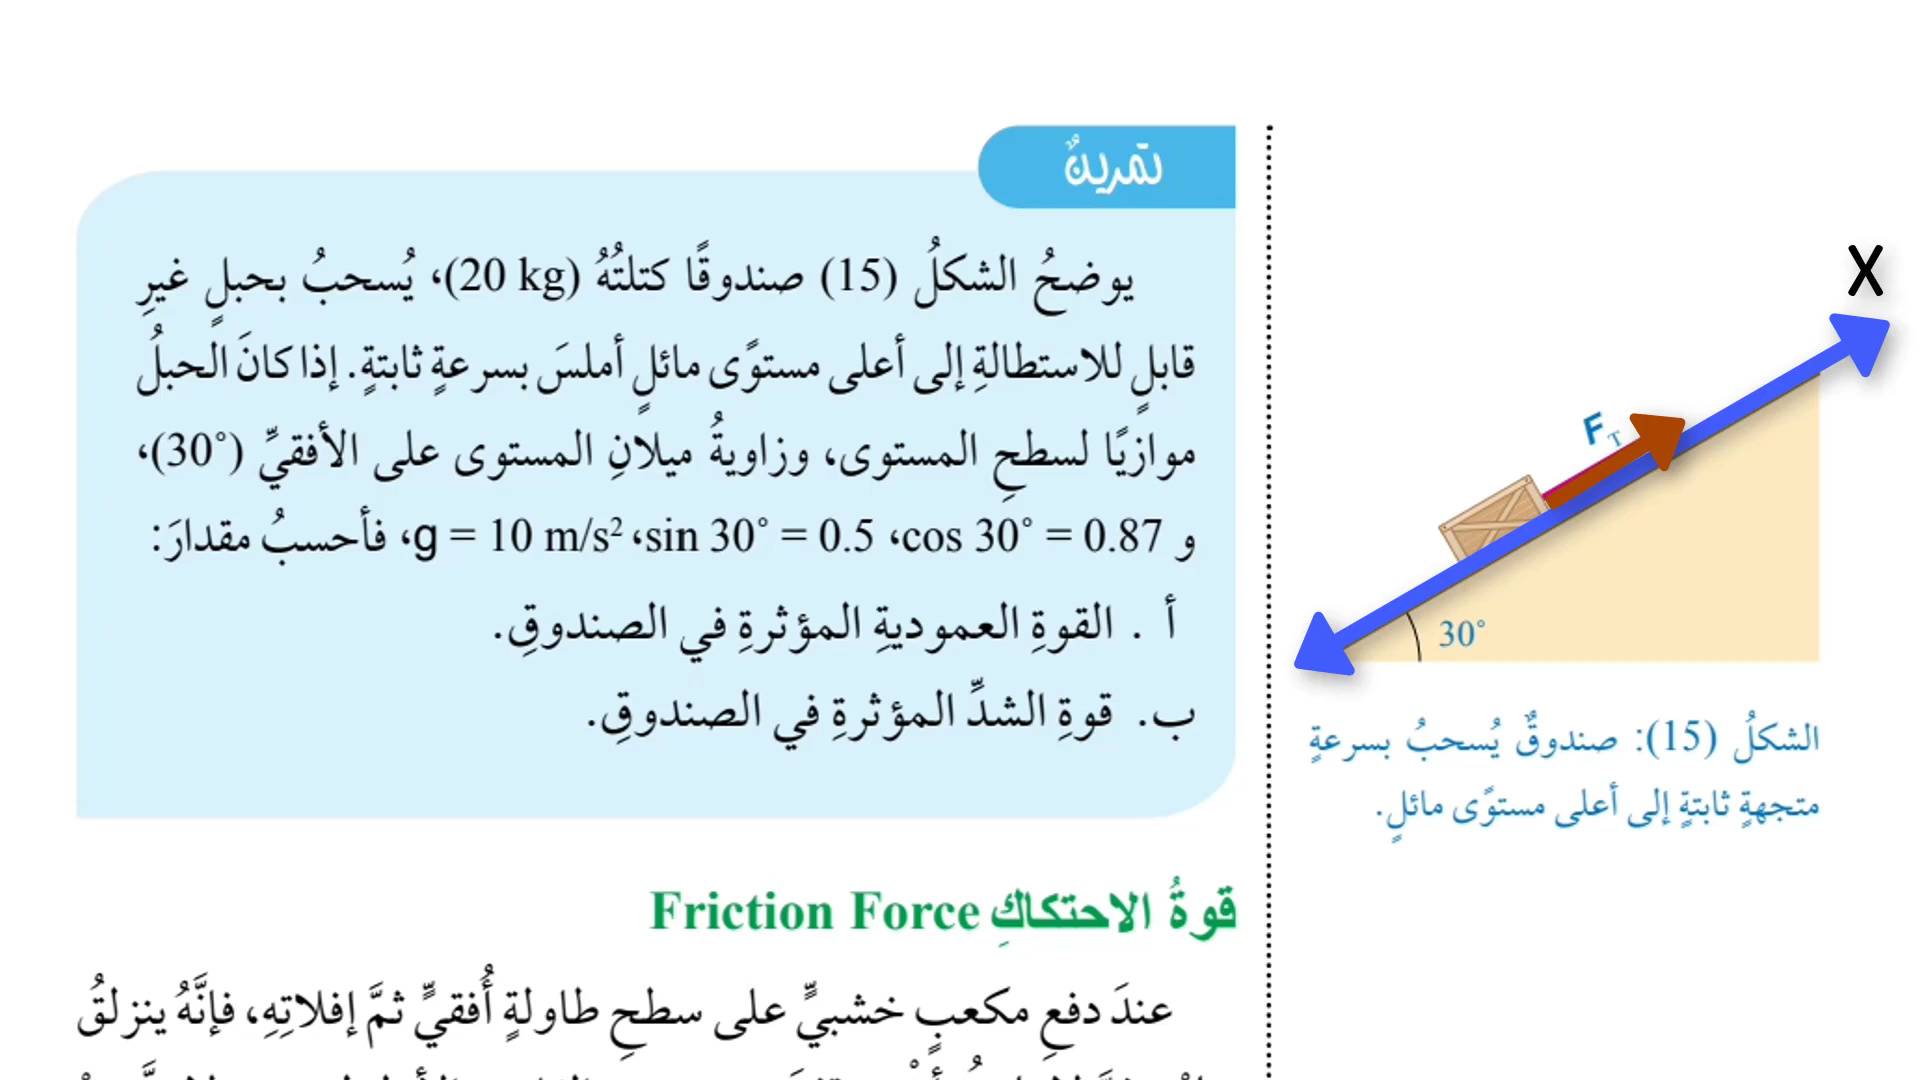 تمرينٌ
يوضحُ الشكلُ (15) صندوقًا كتلتُهُ (20 kg)، يُسحبُ بحبلٍ غيرِ
قابلٍ للاستطالةِ إلى أعلى مستوًى مائلٍ أملسَ بسرعةٍ ثابتةٍ. إذا كانَ الحبلُ
موازيًا لسطحِ المستوى، وزاويةُ ميلانِ المستوى على الأفقيِّ (30°)،
و cos 30° = 0.87، sin 30° = 0.5، g = 10 m/s²، فأحسبُ مقدارَ:
أ . القوةِ العموديةِ المؤثرةِ في الصندوقِ.
ب. قوةِ الشدِّ المؤثرةِ في الصندوقِ.
قوةُ الاحتكاكِ Friction Force
عندَ دفعِ مكعبٍ خشبيٍّ على سطحِ طاولةٍ أُفقيٍّ ثمَّ إفلاتِهِ، فإنَّهُ ينزلقُ
X
F T
30°
الشكلُ (15): صندوقٌ يُسحبُ بسرعةٍ
متجهةٍ ثابتةٍ إلى أعلى مستوًى مائلٍ.